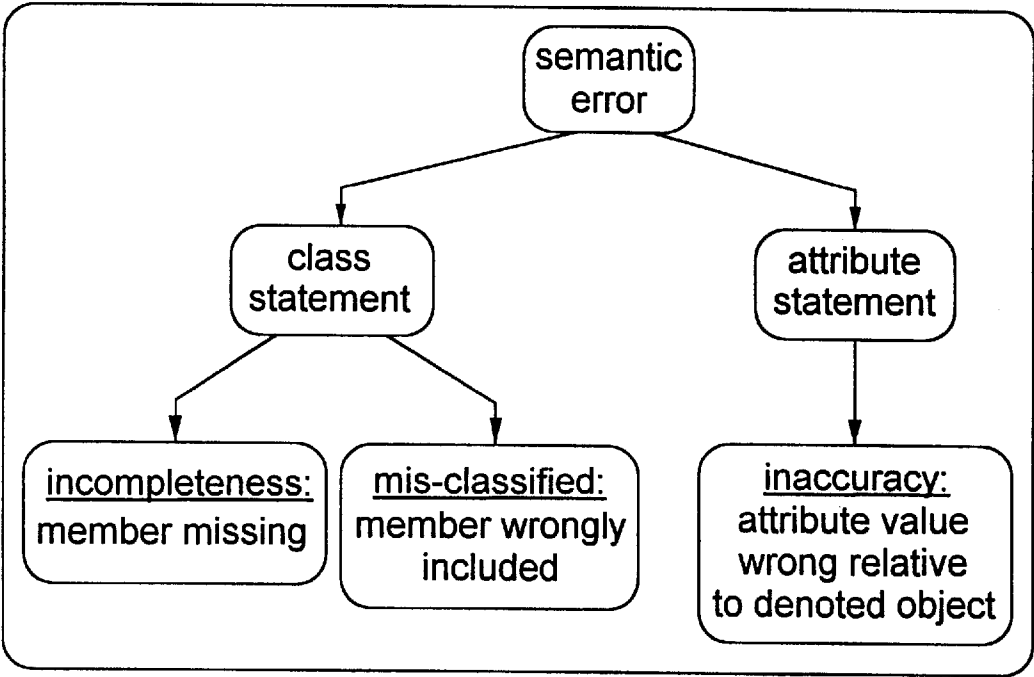 semantic
error
class
statement
attribute
statement
incompleteness:
member missing
mis-classified:
member wrongly
included
inaccuracy:
attribute value
wrong relative
to denoted object